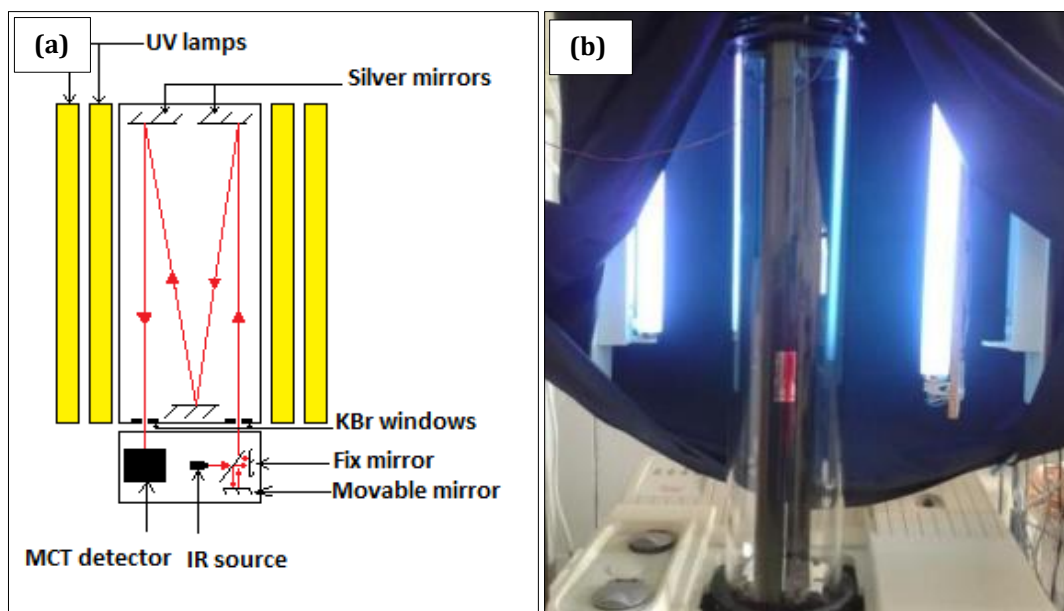 (a)
UV lamps
Silver mirrors
KBr windows
Fix mirror
Movable mirror
MCT detector
IR source
(b)